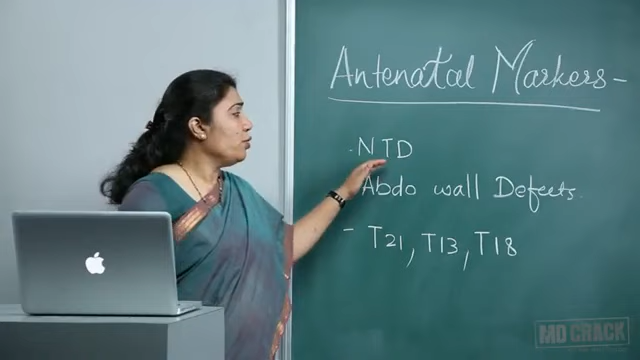 Antenatal Markers -
- NTD
Abdo wall Defects.
- T21, T13, T18
MD CRACK